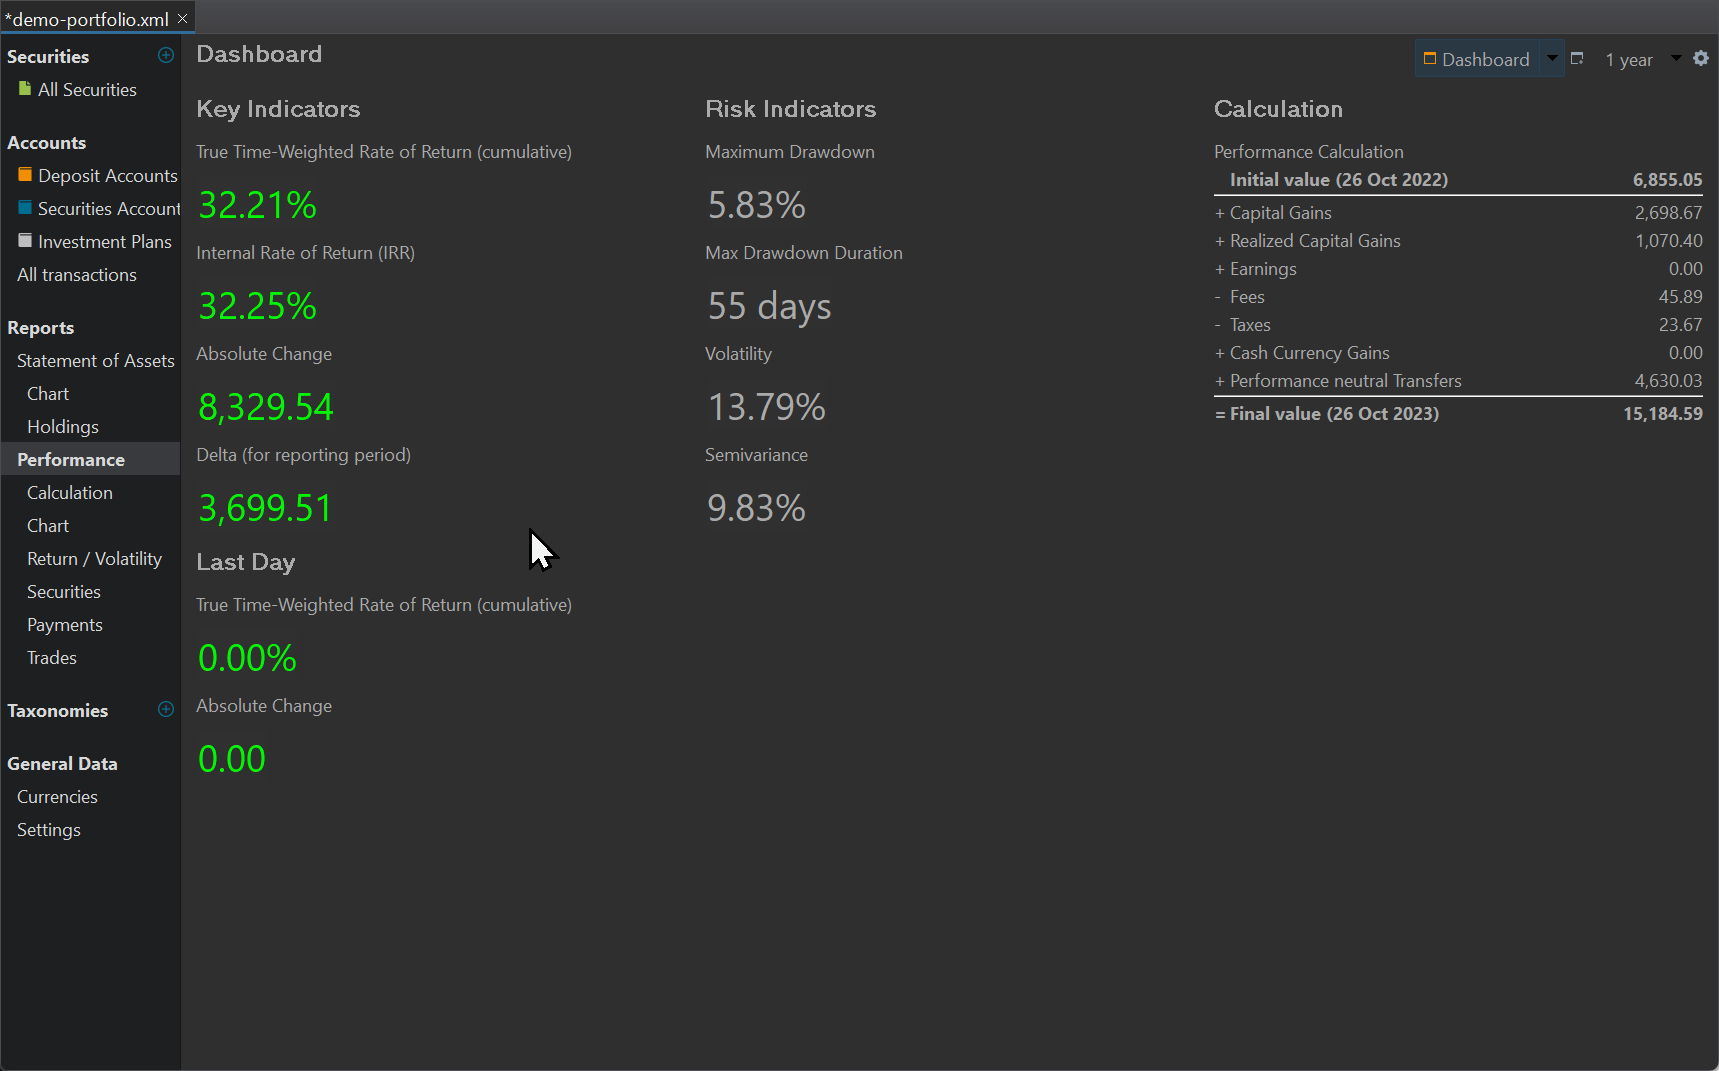 *demo-portfolio.xml
Securities
All Securities
Accounts
Deposit Accounts
Securities Account
Investment Plans
All transactions
Reports
Statement of Assets
Chart
Holdings
Performance
Calculation
Chart
Return / Volatility
Securities
Payments
Trades
Taxonomies
General Data
Currencies
Settings
Dashboard
Dashboard
1 year
Key Indicators
True Time-Weighted Rate of Return (cumulative)
32.21%
Internal Rate of Return (IRR)
32.25%
Absolute Change
8,329.54
Delta (for reporting period)
3,699.51
Last Day
True Time-Weighted Rate of Return (cumulative)
0.00%
Absolute Change
0.00
Risk Indicators
Maximum Drawdown
5.83%
Max Drawdown Duration
55 days
Volatility
13.79%
Semivariance
9.83%
Calculation
Performance Calculation
Initial value (26 Oct 2022) 6,855.05
+ Capital Gains 2,698.67
+ Realized Capital Gains 1,070.40
+ Earnings 0.00
- Fees 45.89
- Taxes 23.67
+ Cash Currency Gains 0.00
+ Performance neutral Transfers 4,630.03
= Final value (26 Oct 2023) 15,184.59